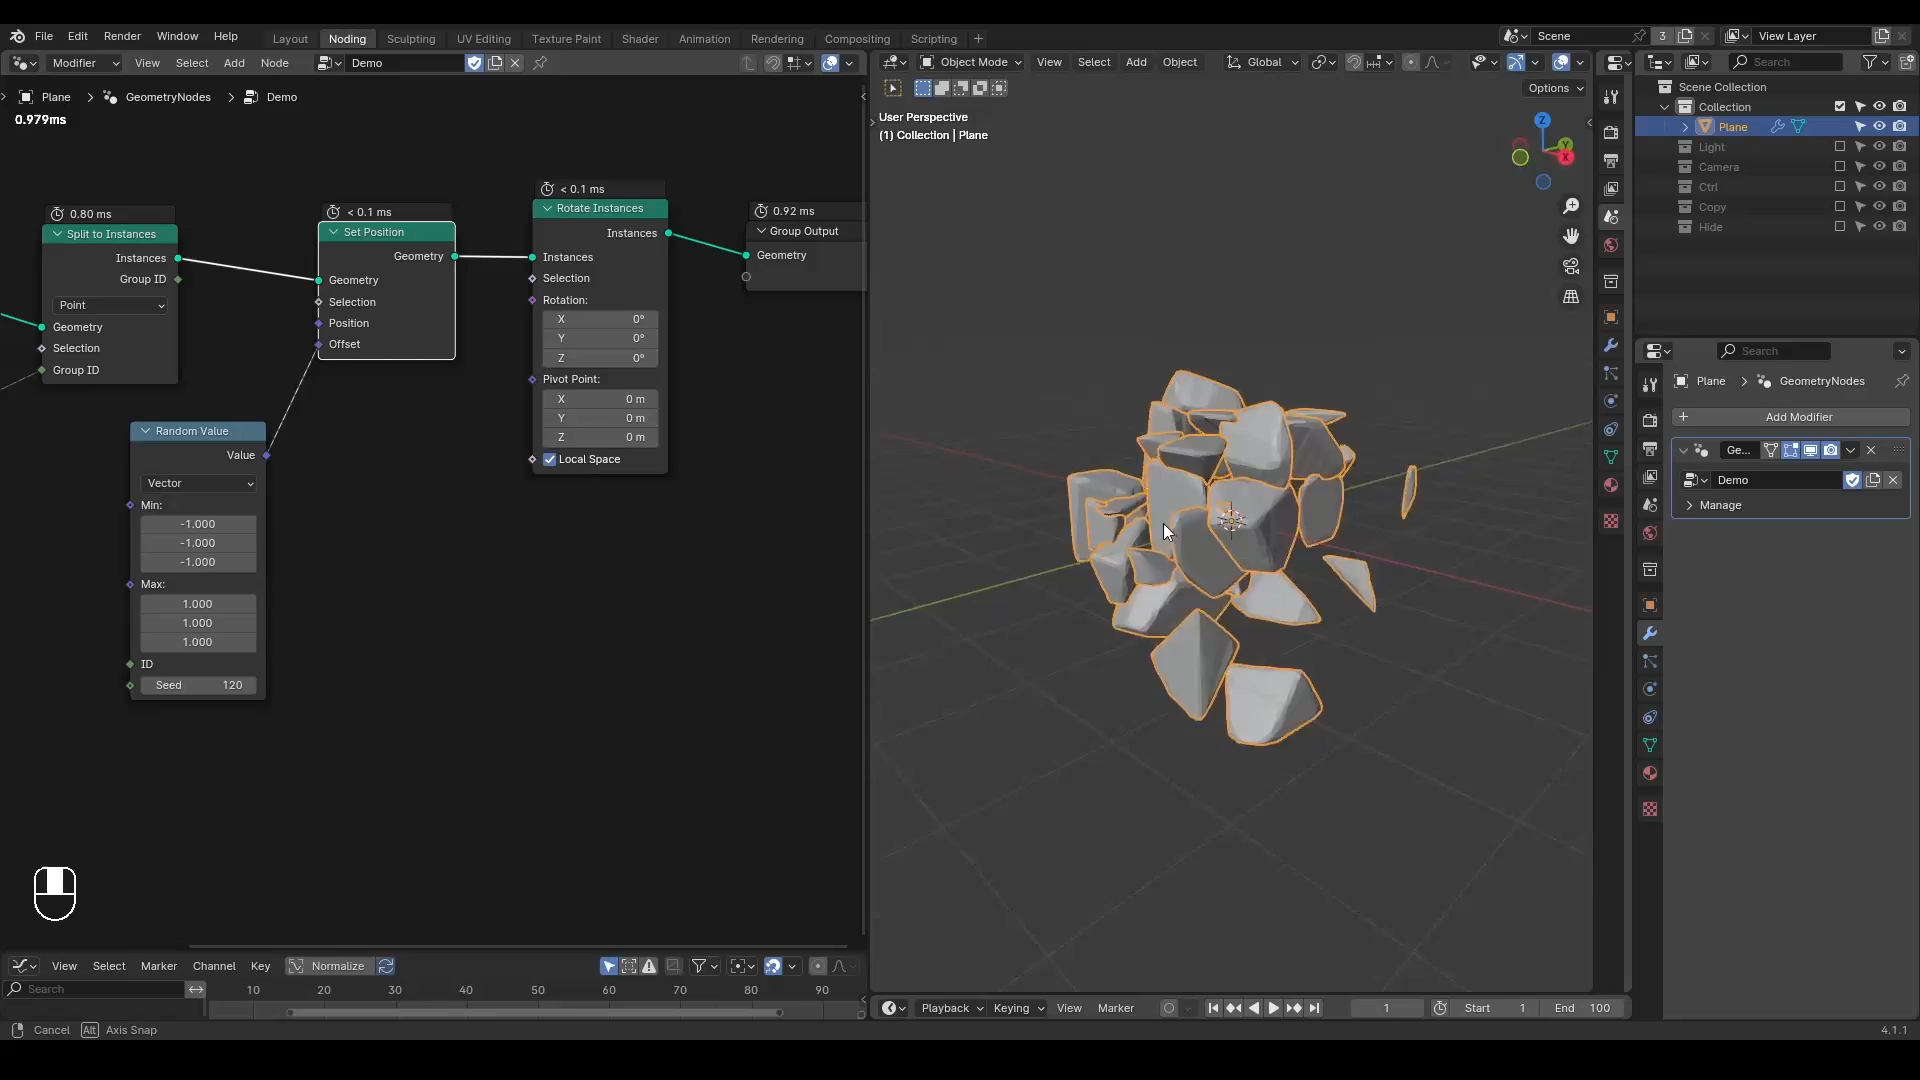 File Edit Render Window Help Layout Noding Sculpting UV Editing Texture Paint Shader Animation Rendering Compositing Scripting + Scene 3 View Layer
Modifier View Select Add Node Demo
Object Mode View Select Add Object Global
Search
Plane > GeometryNodes > Demo
0.979ms
Options
User Perspective
(1) Collection | Plane
Z
Y
X
Scene Collection
Collection
Plane
Light
Camera
Ctrl
Copy
Hide
0.80 ms
Split to Instances
Instances
Group ID
Point
Geometry
Selection
Group ID
< 0.1 ms
Set Position
Geometry
Geometry
Selection
Position
Offset
< 0.1 ms
Rotate Instances
Instances
Instances
Selection
Rotation:
X 0°
Y 0°
Z 0°
Pivot Point:
X 0 m
Y 0 m
Z 0 m
Local Space
0.92 ms
Group Output
Geometry
Random Value
Value
Vector
Min:
-1.000
-1.000
-1.000
Max:
1.000
1.000
1.000
ID
Seed 120
Search
Plane > GeometryNodes
+ Add Modifier
Ge...
Demo
Manage
View Select Marker Channel Key Normalize
Search 10 20 30 40 50 60 70 80 90
Playback Keying View Marker 1 Start 1 End 100
Cancel Alt Axis Snap
4.1.1